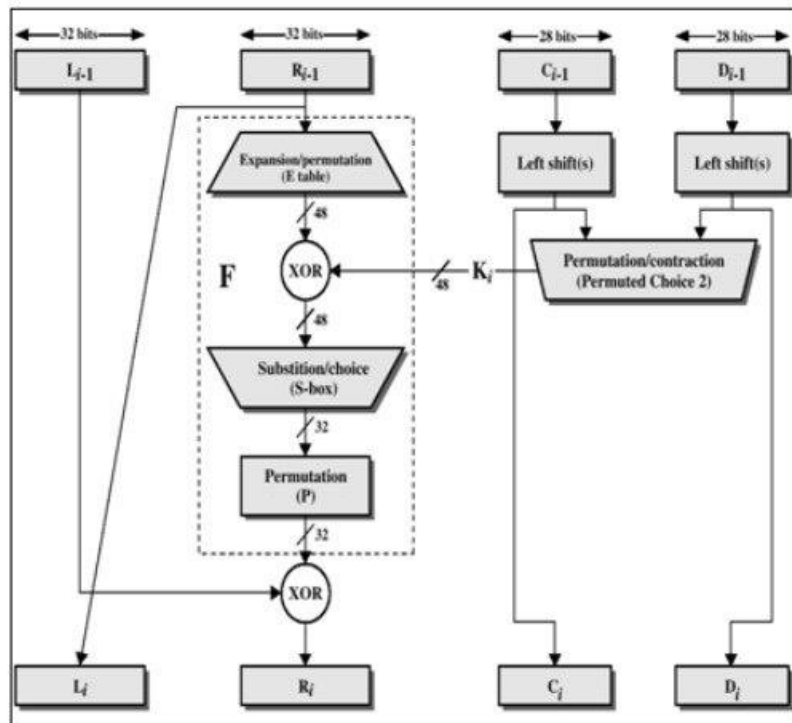 32 bits
32 bits
28 bits
28 bits
Li-1
Ri-1
Ci-1
Di-1
Expansion/permutation
(E table)
Left shift(s)
Left shift(s)
48
F
XOR
48
Ki
Permutation/contraction
(Permuted Choice 2)
48
Substition/choice
(S-box)
32
Permutation
(P)
32
XOR
Li
Ri
Ci
Di